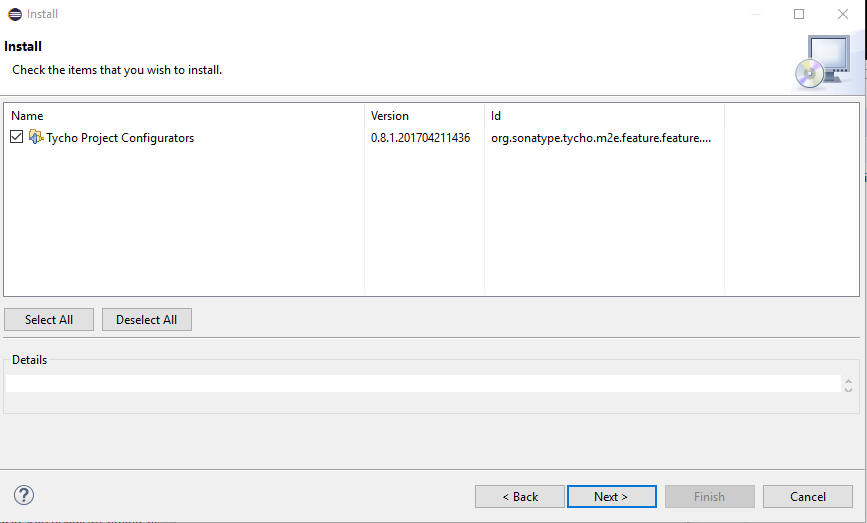 Install
Install
Check the items that you wish to install.
Name Version Id
Tycho Project Configurators 0.8.1.201704211436 org.sonatype.tycho.m2e.feature.feature....
Select All Deselect All
Details
? < Back Next > Finish Cancel